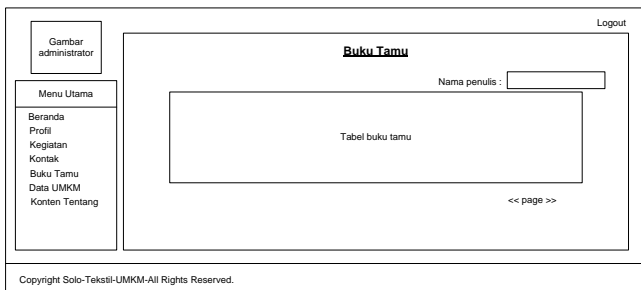 Logout
Gambar
administrator
Buku Tamu
Nama penulis :
Menu Utama
Beranda
Profil
Kegiatan
Kontak
Buku Tamu
Data UMKM
Konten Tentang
Tabel buku tamu
<< page >>
Copyright Solo-Tekstil-UMKM-All Rights Reserved.